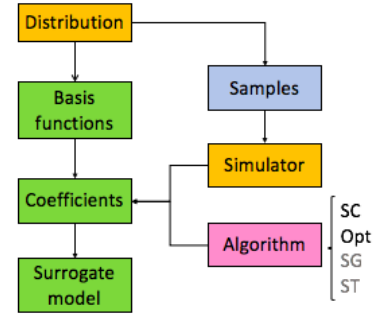 Distribution
Basis
functions
Samples
Simulator
Coefficients
Algorithm
SC
Opt
SG
ST
Surrogate
model